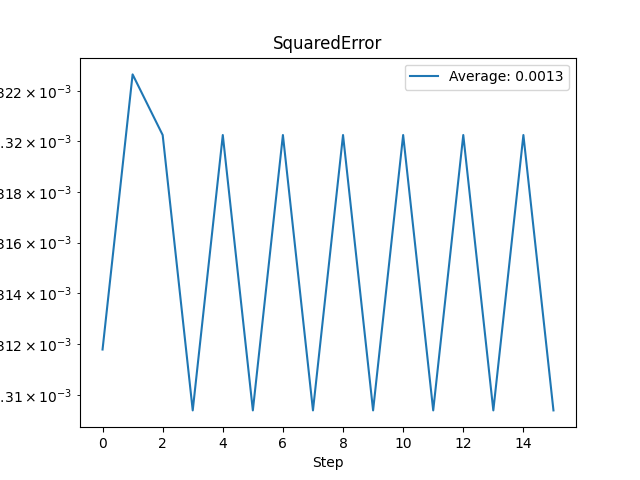 SquaredError
Average: 0.0013
322 × 10⁻³
.32 × 10⁻³
318 × 10⁻³
316 × 10⁻³
314 × 10⁻³
312 × 10⁻³
.31 × 10⁻³
0 2 4 6 8 10 12 14
Step